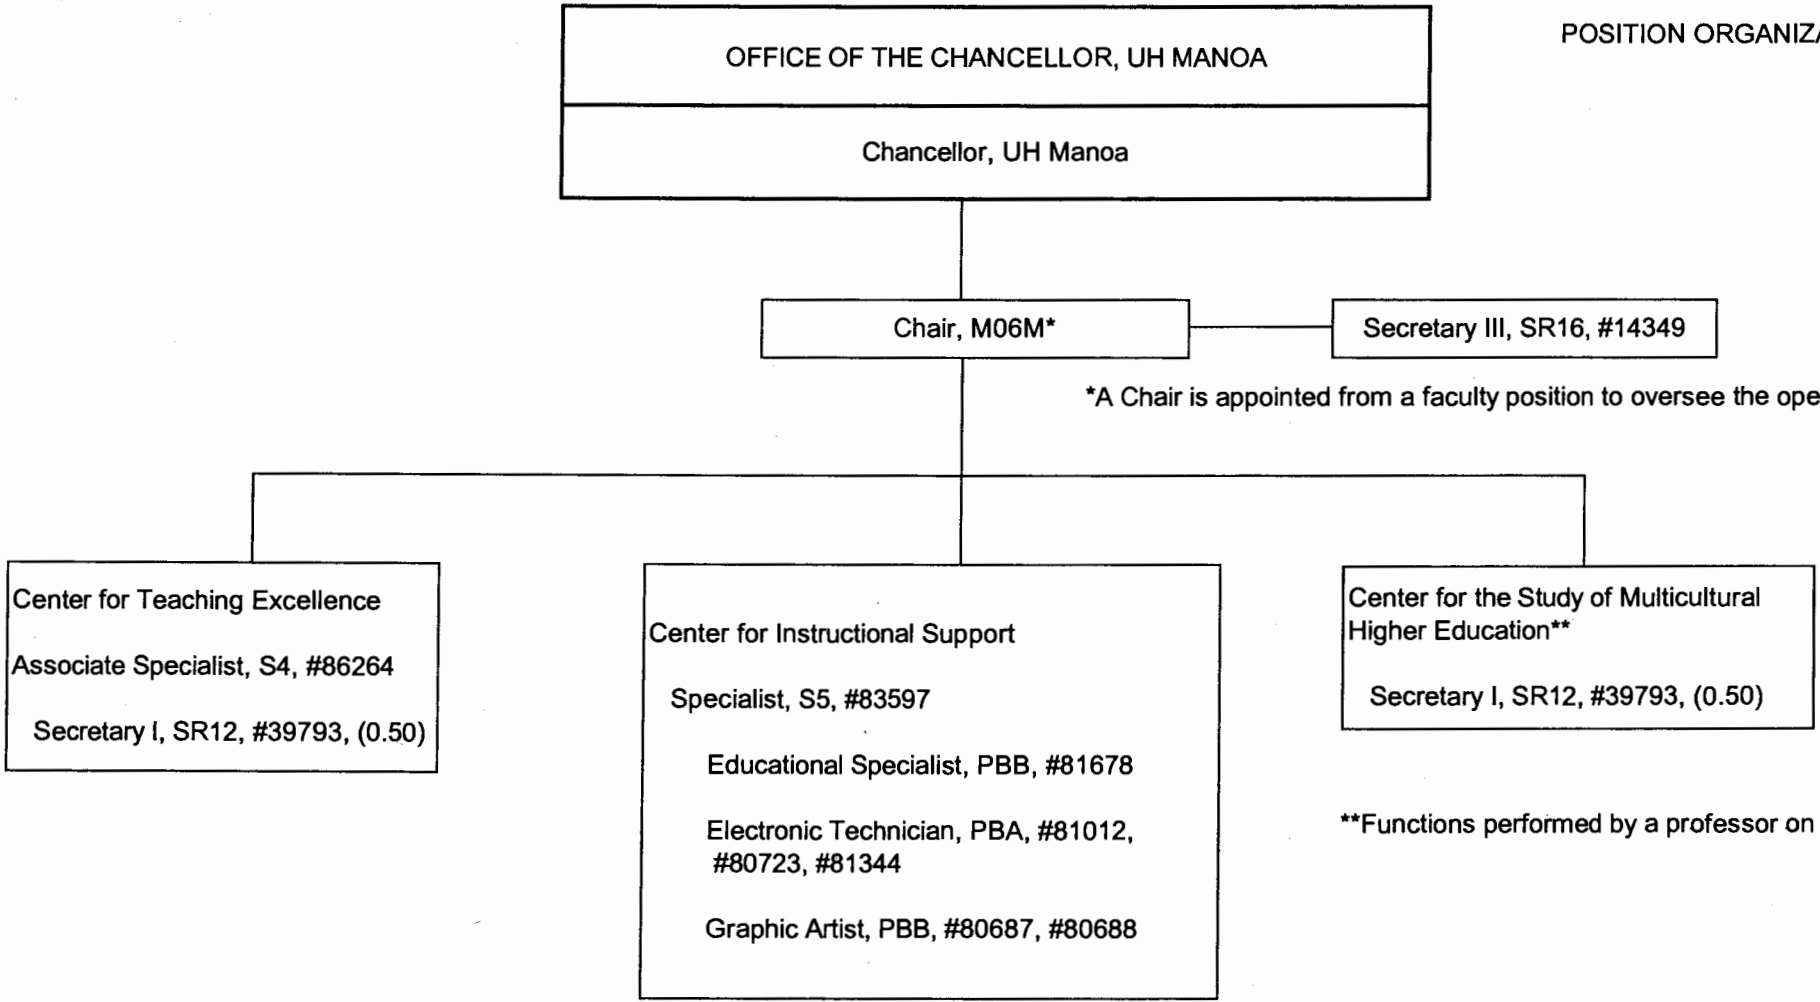 POSITION ORGANIZA
OFFICE OF THE CHANCELLOR, UH MANOA
Chancellor, UH Manoa
Chair, M06M*
Secretary III, SR16, #14349
*A Chair is appointed from a faculty position to oversee the ope
Center for Teaching Excellence
Associate Specialist, S4, #86264
Secretary I, SR12, #39793, (0.50)
Center for Instructional Support
Specialist, S5, #83597
Educational Specialist, PBB, #81678
Electronic Technician, PBA, #81012,
#80723, #81344
Graphic Artist, PBB, #80687, #80688
Center for the Study of Multicultural
Higher Education**
Secretary I, SR12, #39793, (0.50)
**Functions performed by a professor on